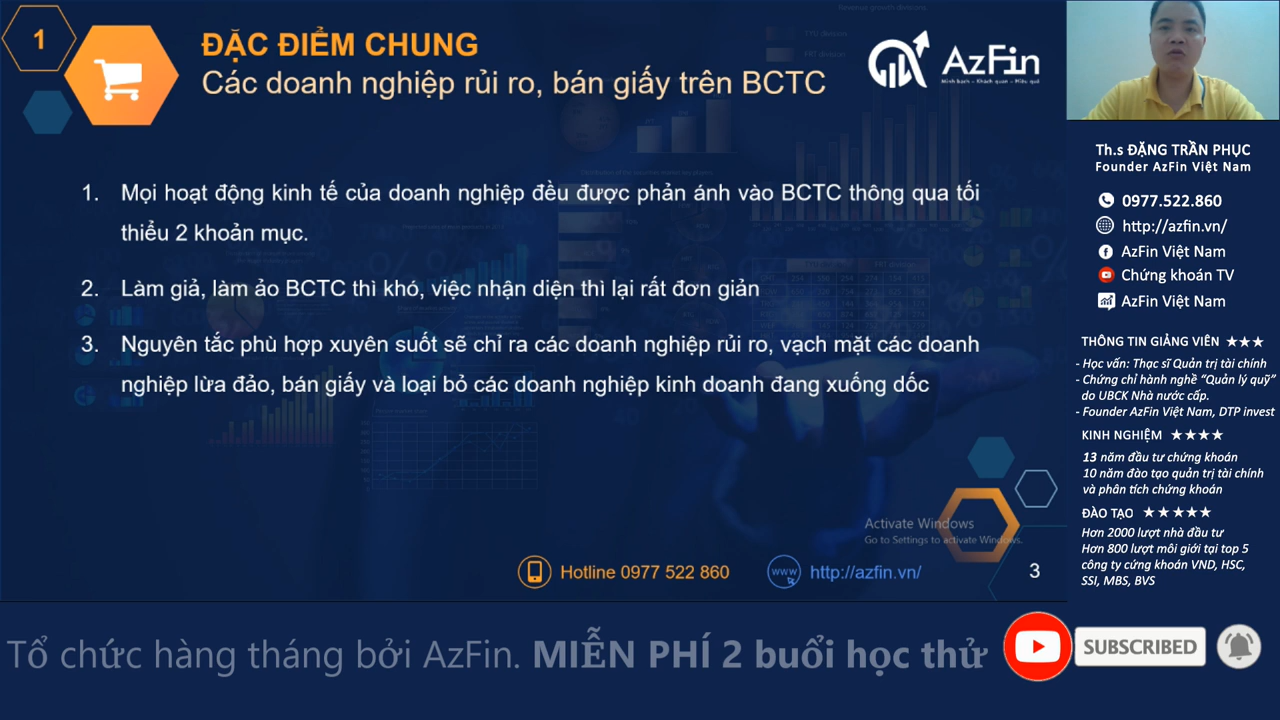 1
ĐẶC ĐIỂM CHUNG
Các doanh nghiệp rủi ro, bán giấy trên BCTC
AzFin
Minh bạch – Khách quan – Hiệu quả
1. Mọi hoạt động kinh tế của doanh nghiệp đều được phản ánh vào BCTC thông qua tối
thiểu 2 khoản mục.
2. Làm giả, làm ảo BCTC thì khó, việc nhận diện thì lại rất đơn giản
3. Nguyên tắc phù hợp xuyên suốt sẽ chỉ ra các doanh nghiệp rủi ro, vạch mặt các doanh
nghiệp lừa đảo, bán giấy và loại bỏ các doanh nghiệp kinh doanh đang xuống dốc
Activate Windows
Go to Settings to activate Windows.
Hotline 0977 522 860
www
http://azfin.vn/
3
Th.s ĐẶNG TRẦN PHỤC
Founder AzFin Việt Nam
0977.522.860
http://azfin.vn/
AzFin Việt Nam
Chứng khoán TV
AzFin Việt Nam
THÔNG TIN GIẢNG VIÊN ★★★
- Học vấn: Thạc sĩ Quản trị tài chính
- Chứng chỉ hành nghề “Quản lý quỹ”
do UBCK Nhà nước cấp.
- Founder AzFin Việt Nam, DTP invest
KINH NGHIỆM ★★★★
13 năm đầu tư chứng khoán
10 năm đào tạo quản trị tài chính
và phân tích chứng khoán
ĐÀO TẠO ★★★★★
Hơn 2000 lượt nhà đầu tư
Hơn 800 lượt môi giới tại top 5
công ty cứng khoán VND, HSC,
SSI, MBS, BVS
Tổ chức hàng tháng bởi AzFin. MIỄN PHÍ 2 buổi học thử
SUBSCRIBED